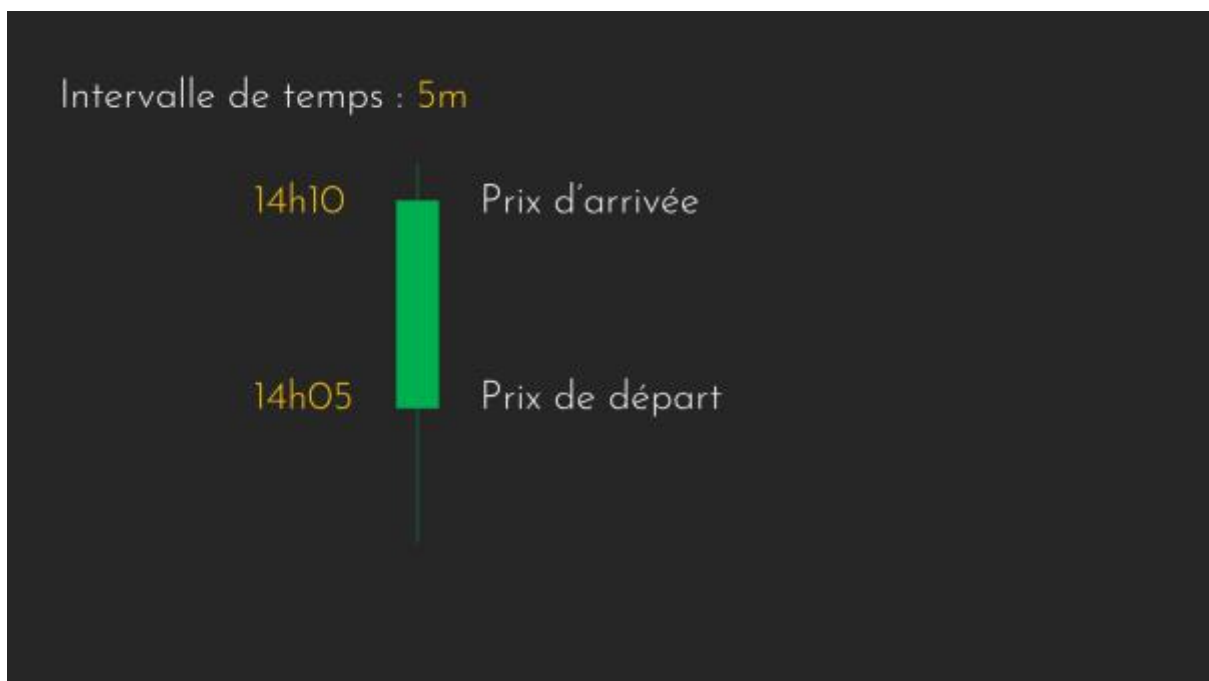 Intervalle de temps : 5m
14h10 Prix d’arrivée
14h05 Prix de départ